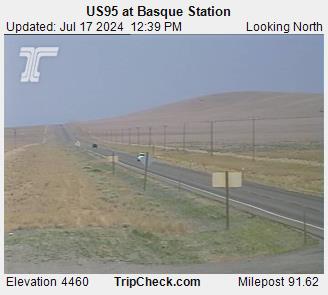 US95 at Basque Station
Updated: Jul 17 2024 12:39 PM Looking North
Elevation 4460 TripCheck.com Milepost 91.62